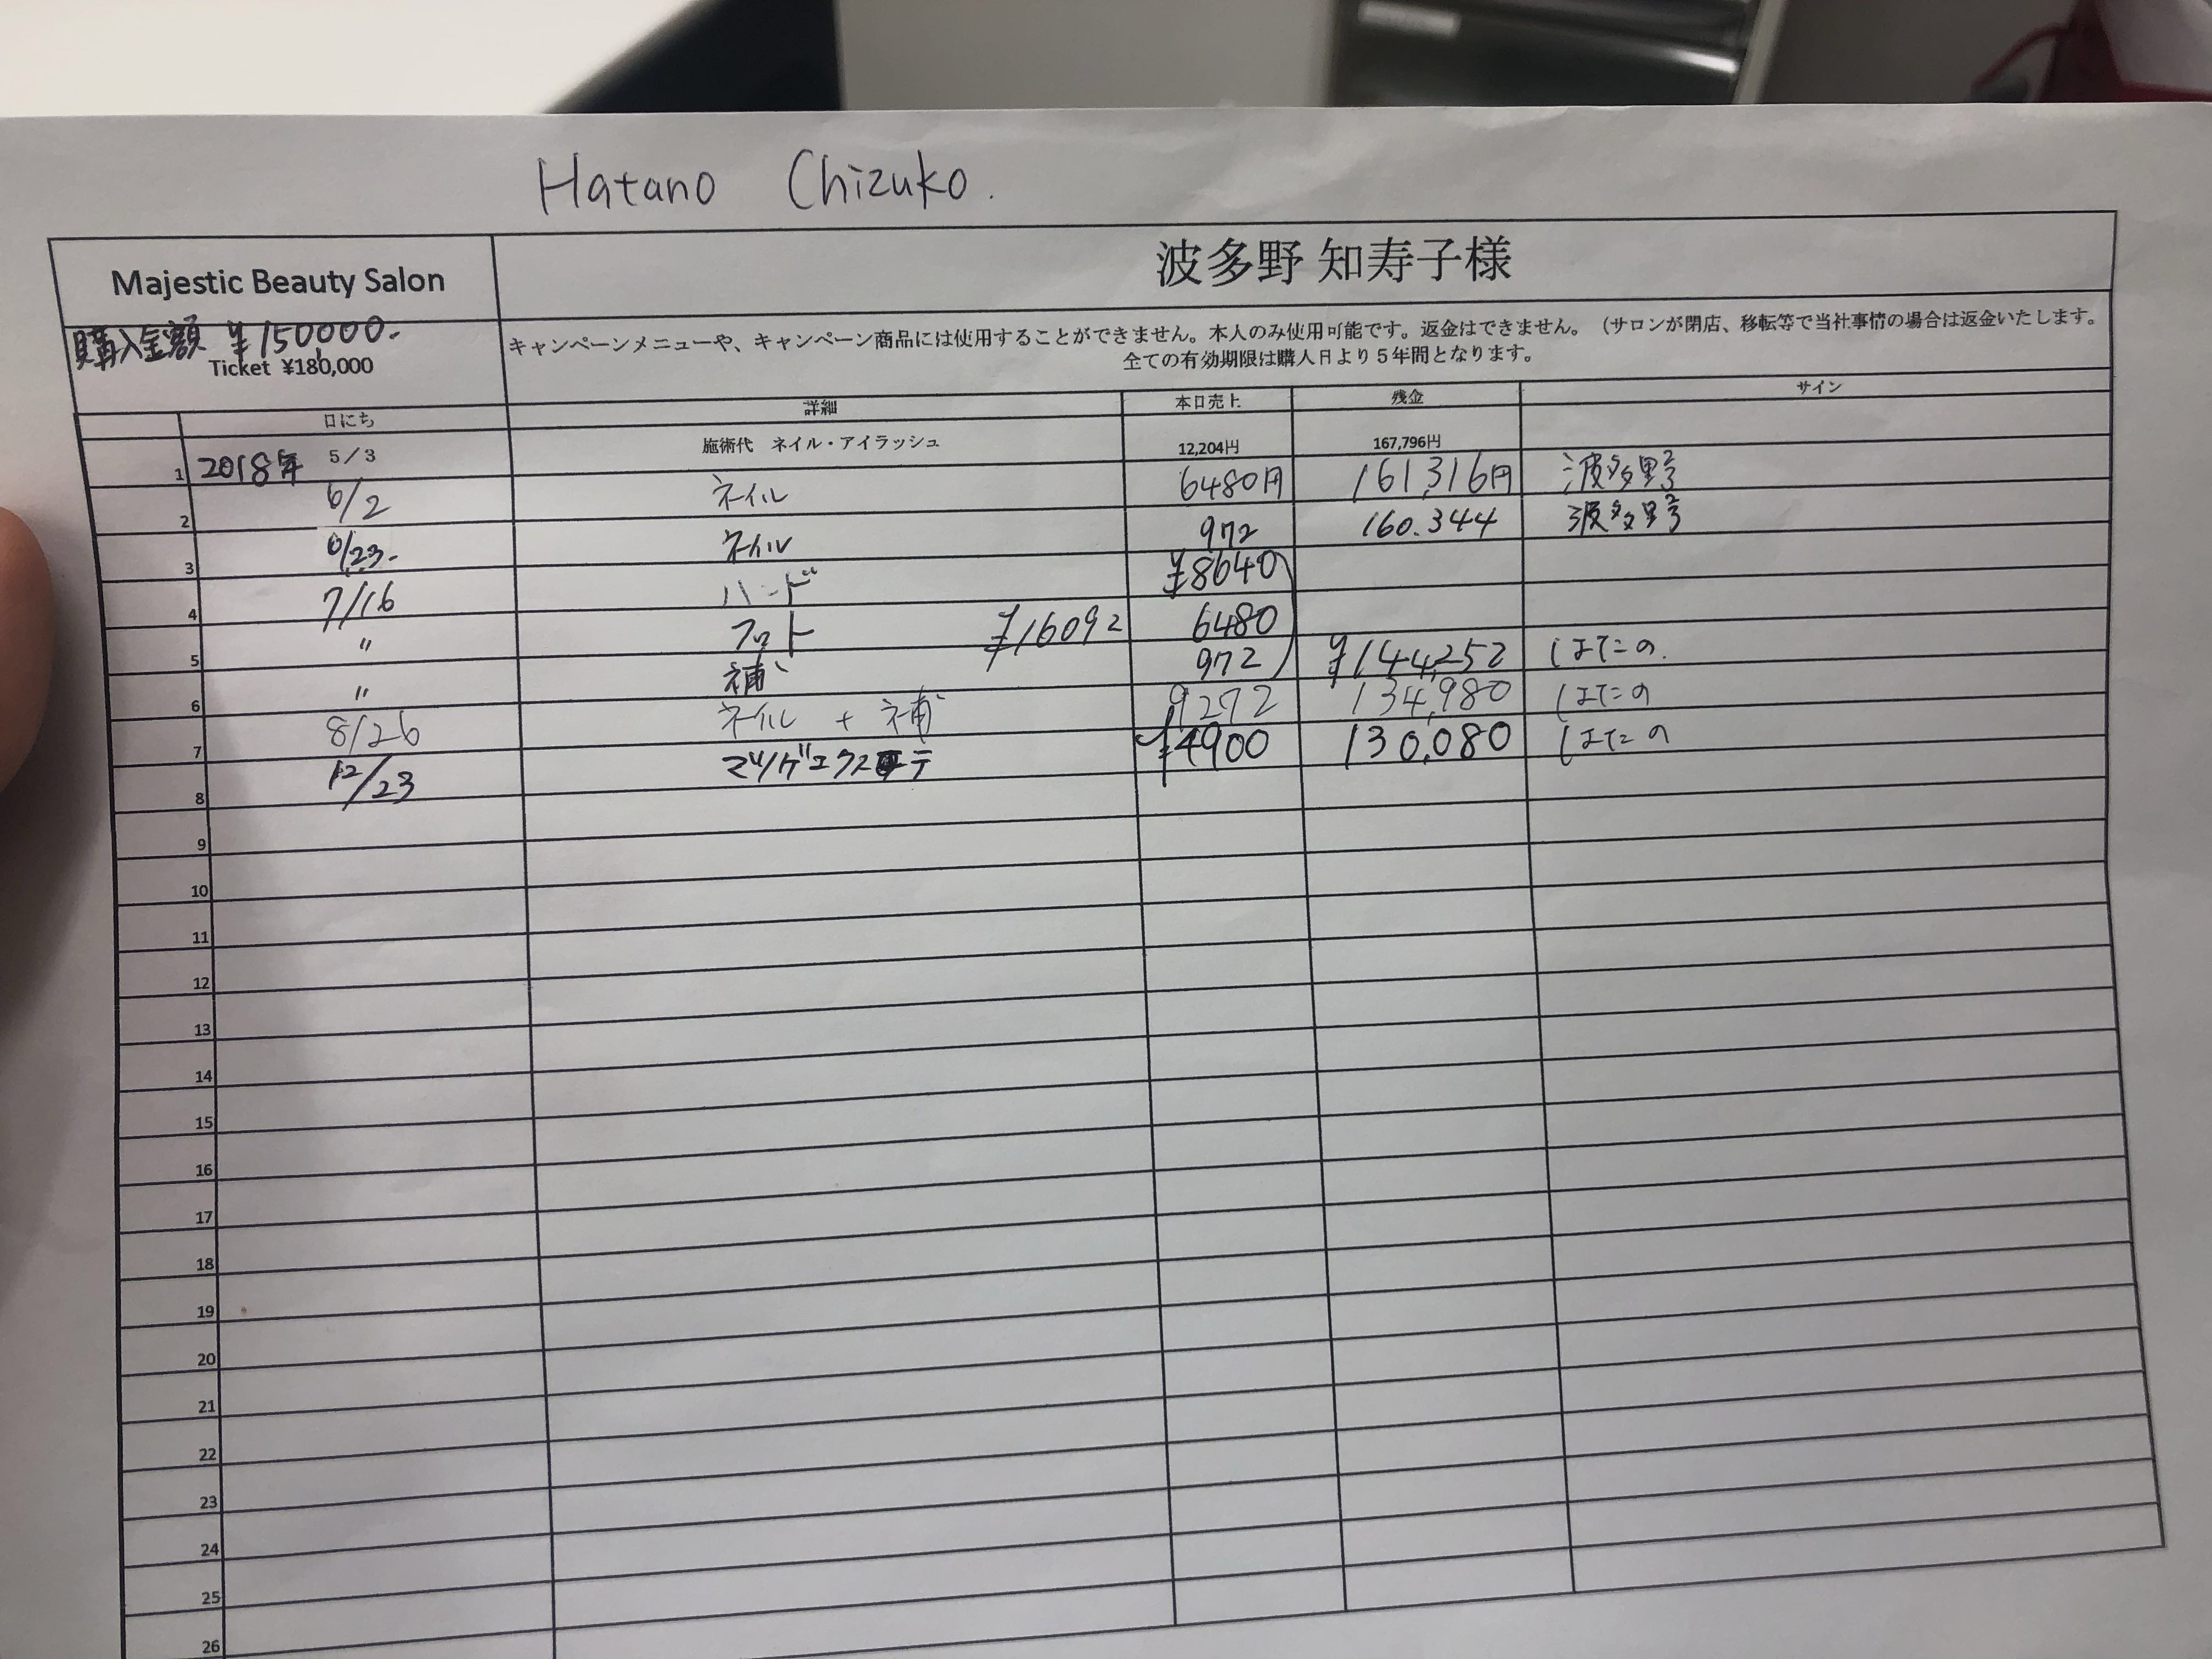 Hatano Chizuko.
Majestic Beauty Salon
波多野 知寿子様
購入金額 ¥150000-
Ticket ¥180,000
キャンペーンメニューや、キャンペーン商品には使用することができません。本人のみ使用可能です。返金はできません。（サロンが閉店、移転等で当社事情の場合は返金いたします。
全ての有効期限は購入日より５年間となります。
日にち 詳細 本日売上 残金 サイン
1 2018年 5/3 施術代 ネイル・アイラッシュ 12,204円 167,796円
2 6/2 ネイル 6480円 161,316円 波多野
3 6/23- ネイル 972 160.344 波多野
4 7/16 ハンド ¥8640
5 〃 フット ¥16092 6480
6 〃 補 972 ¥144,252 はたの.
7 8/26 ネイル + 補 9272 134,980 はたの
8 12/23 マツゲエクステ ¥4900 130,080 はたの
9
10
11
12
13
14
15
16
17
18
19
20
21
22
23
24
25
26